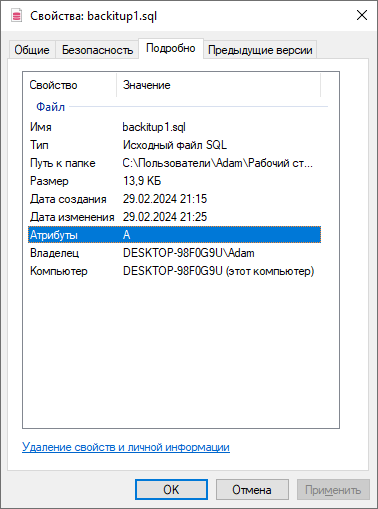 Свойства: backitup1.sql
Общие Безопасность Подробно Предыдущие версии
Свойство Значение
Файл
Имя backitup1.sql
Тип Исходный файл SQL
Путь к папке C:\Пользователи\Adam\Рабочий ст...
Размер 13,9 КБ
Дата создания 29.02.2024 21:15
Дата изменения 29.02.2024 21:25
Атрибуты A
Владелец DESKTOP-98F0G9U\Adam
Компьютер DESKTOP-98F0G9U (этот компьютер)
Удаление свойств и личной информации
OK Отмена Применить